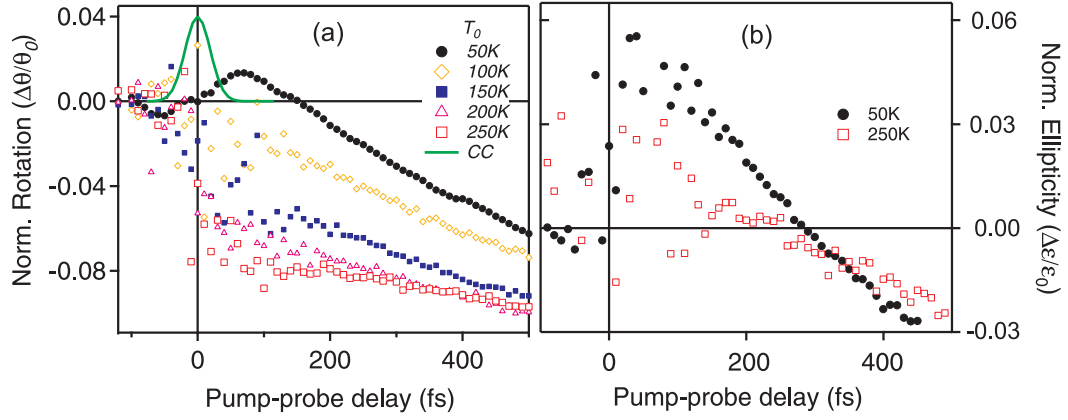 (a)
T0
50K
100K
150K
200K
250K
CC
0.04
0.00
-0.04
-0.08
Norm. Rotation (Δθ/θ0)
0
200
400
Pump-probe delay (fs)
(b)
50K
250K
0.06
0.03
0.00
-0.03
Norm. Ellipticity (Δε/ε0)
0
200
400
Pump-probe delay (fs)